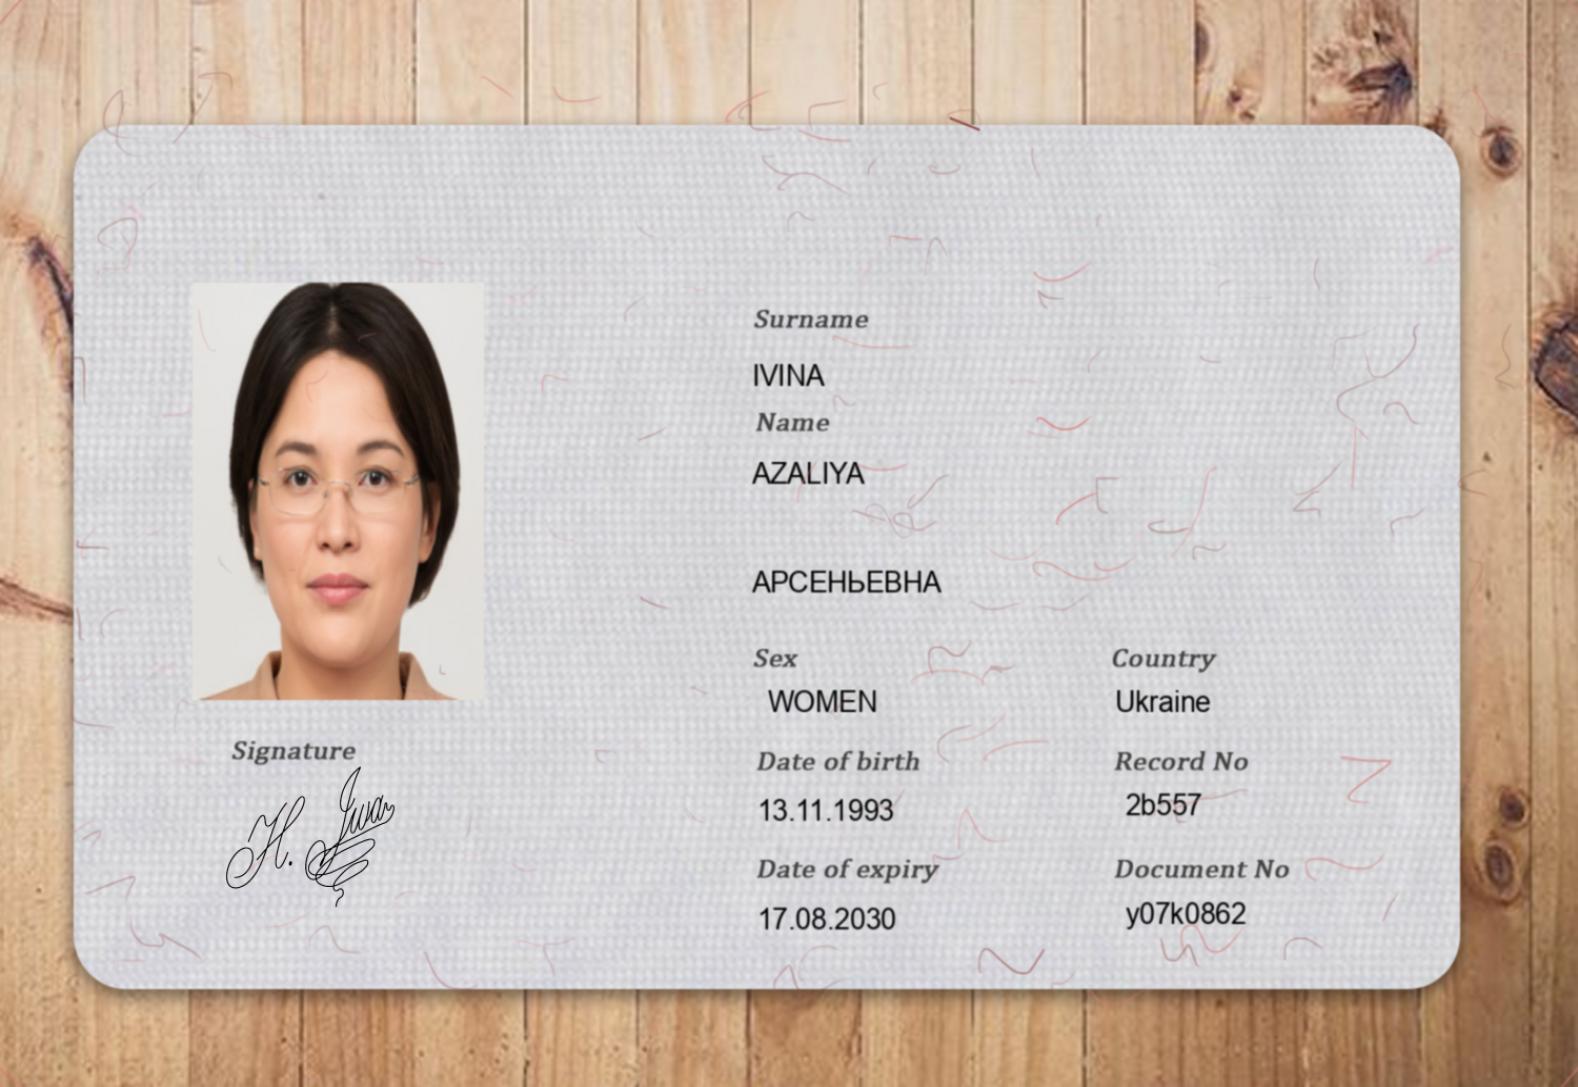 Surname
IVINA
Name
AZALIYA
АРСЕНЬЕВНА
Sex
WOMEN
Country
Ukraine
Date of birth
13.11.1993
Record No
2b557
Date of expiry
17.08.2030
Document No
y07k0862
Signature